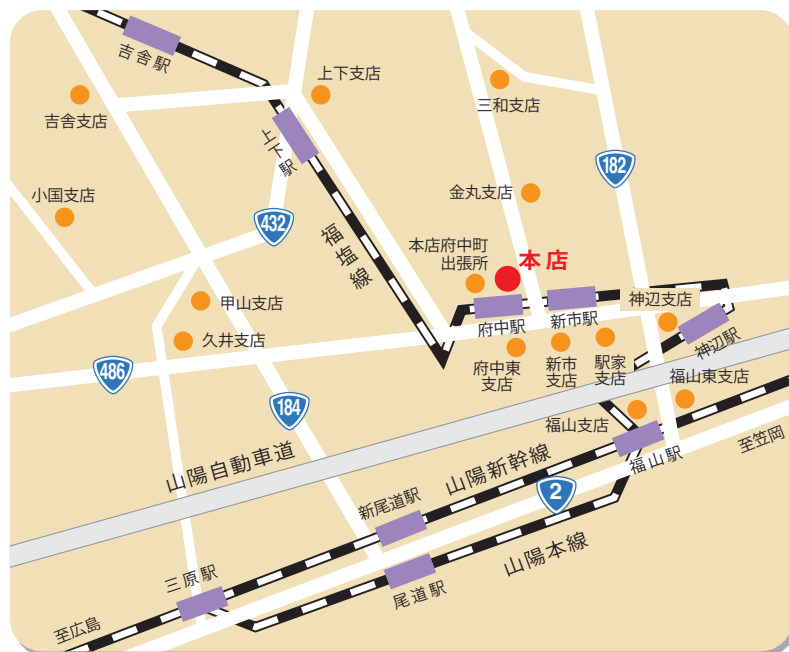 吉舎駅
上下支店
吉舎支店
三和支店
上下駅
182
小国支店
金丸支店
432
福塩線
本店府中町
出張所
本店
甲山支店
神辺支店
府中駅
新市駅
久井支店
神辺駅
府中東
支店
新市
支店
駅家
支店
486
福山東支店
184
福山支店
至笠岡
山陽自動車道
山陽新幹線
福山駅
2
新尾道駅
山陽本線
三原駅
尾道駅
至広島